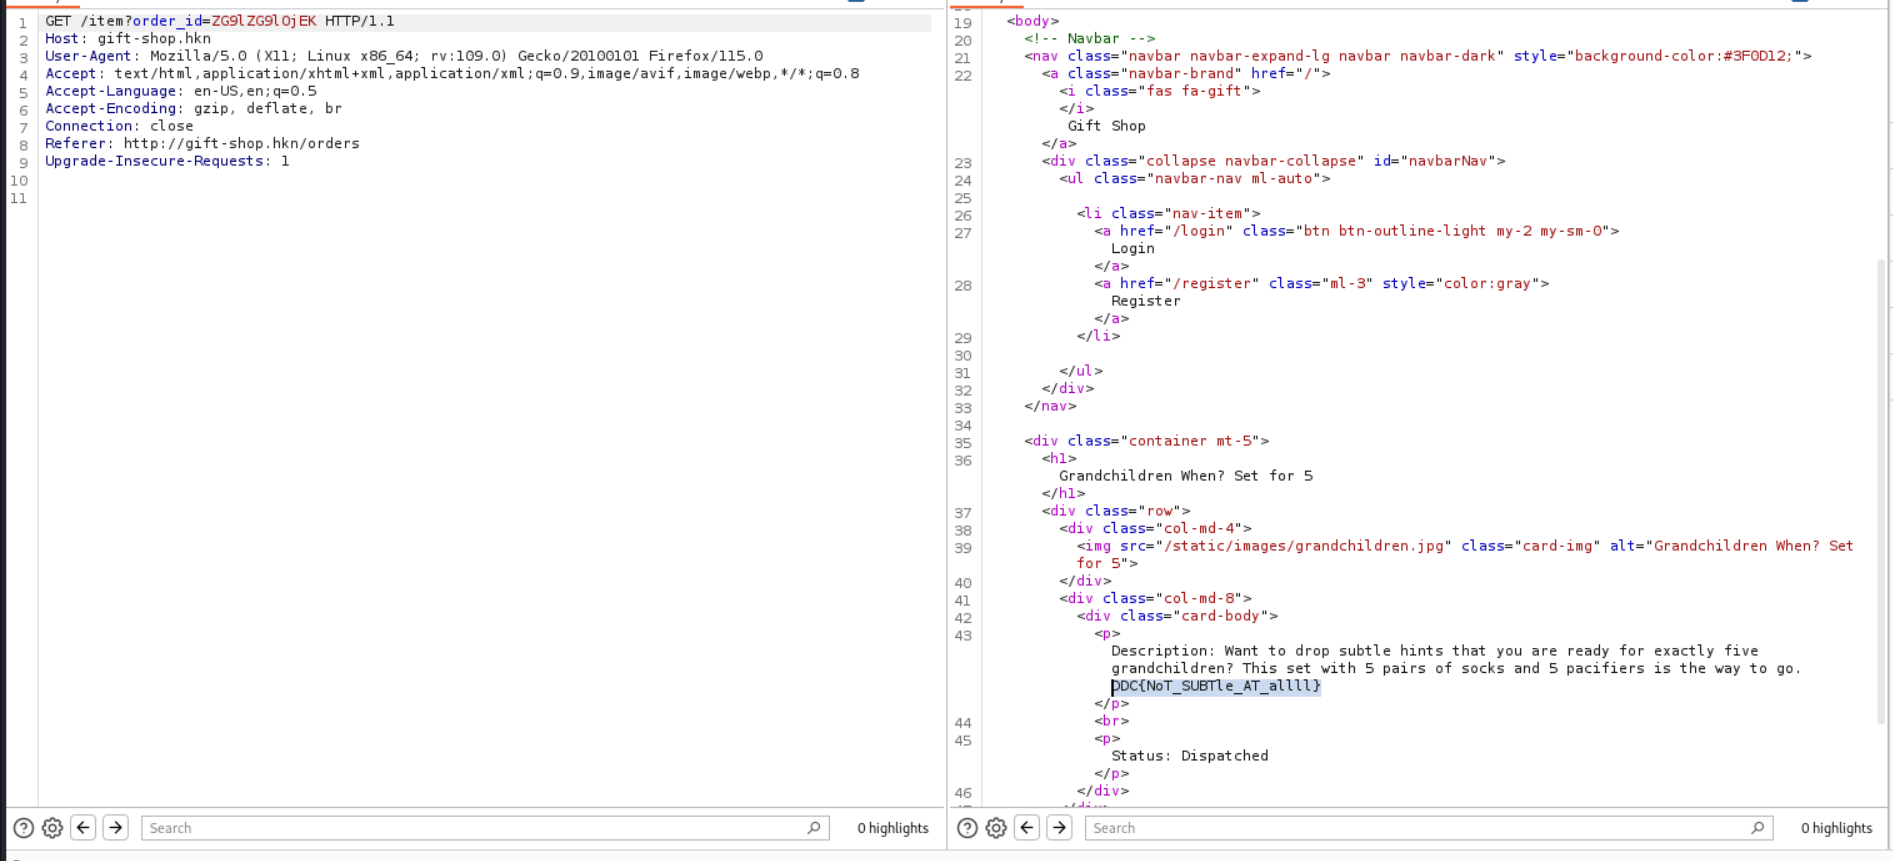 1 GET /item?order_id=ZG9lZG9lOjEK HTTP/1.1
2 Host: gift-shop.hkn
3 User-Agent: Mozilla/5.0 (X11; Linux x86_64; rv:109.0) Gecko/20100101 Firefox/115.0
4 Accept: text/html,application/xhtml+xml,application/xml;q=0.9,image/avif,image/webp,*/*;q=0.8
5 Accept-Language: en-US,en;q=0.5
6 Accept-Encoding: gzip, deflate, br
7 Connection: close
8 Referer: http://gift-shop.hkn/orders
9 Upgrade-Insecure-Requests: 1
10
11
Search
0 highlights
19 <body>
20 <!-- Navbar -->
21 <nav class="navbar navbar-expand-lg navbar navbar-dark" style="background-color:#3F0D12;">
22 <a class="navbar-brand" href="/">
<i class="fas fa-gift">
</i>
Gift Shop
</a>
23 <div class="collapse navbar-collapse" id="navbarNav">
24 <ul class="navbar-nav ml-auto">
25
26 <li class="nav-item">
27 <a href="/login" class="btn btn-outline-light my-2 my-sm-0">
Login
</a>
28 <a href="/register" class="ml-3" style="color:gray">
Register
</a>
29 </li>
30
31 </ul>
32 </div>
33 </nav>
34
35 <div class="container mt-5">
36 <h1>
Grandchildren When? Set for 5
</h1>
37 <div class="row">
38 <div class="col-md-4">
39 <img src="/static/images/grandchildren.jpg" class="card-img" alt="Grandchildren When? Set
for 5">
40 </div>
41 <div class="col-md-8">
42 <div class="card-body">
43 <p>
Description: Want to drop subtle hints that you are ready for exactly five
grandchildren? This set with 5 pairs of socks and 5 pacifiers is the way to go.
DDC{NoT_SUBTle_AT_allll}
</p>
44 <br>
45 <p>
Status: Dispatched
</p>
46 </div>
Search
0 highlights